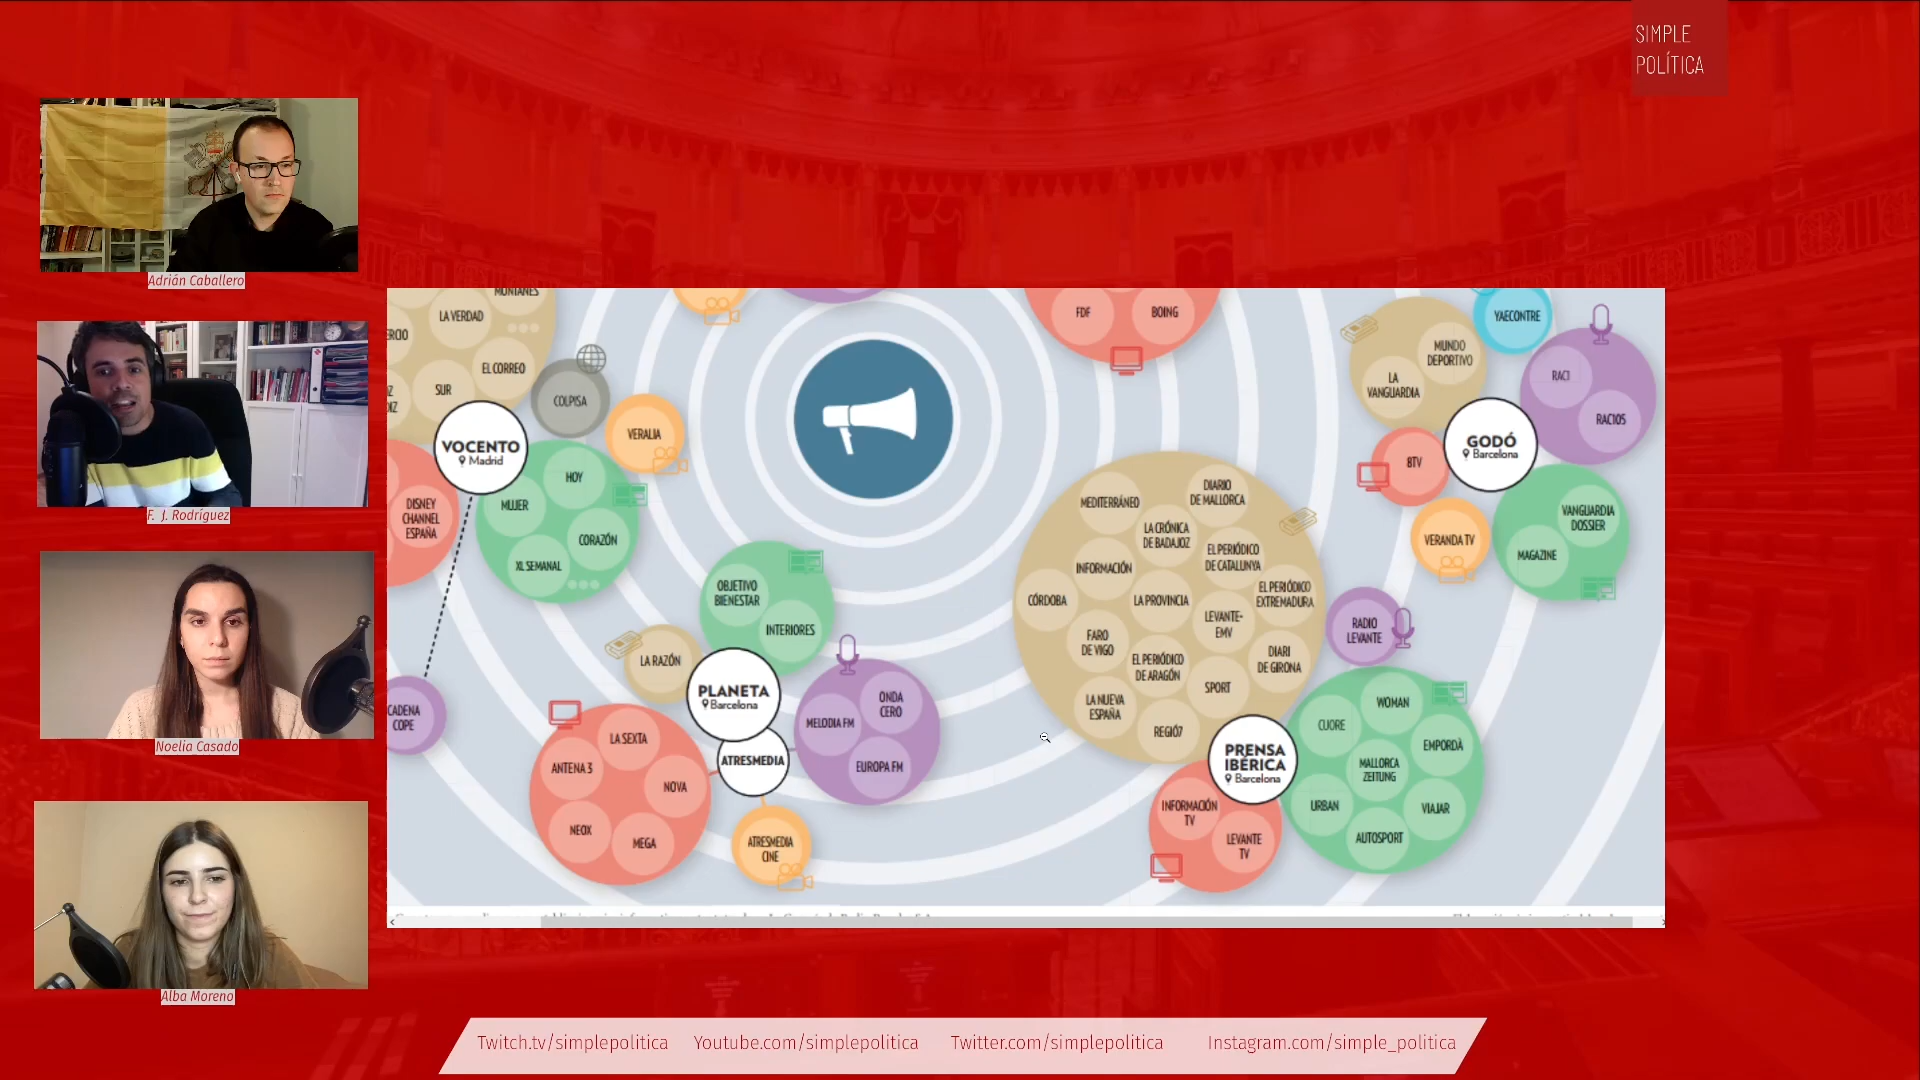 SIMPLE
POLÍTICA
Adrián Caballero
F. J. Rodríguez
Noelia Casado
Alba Moreno
MONTAÑES
LA VERDAD
EL CORREO
SUR
COLPISA
VERALIA
VOCENTO
Madrid
HOY
MUJER
CORAZÓN
XL SEMANAL
DISNEY
CHANNEL
ESPAÑA
CADENA
COPE
OBJETIVO
BIENESTAR
INTERIORES
LA RAZÓN
PLANETA
Barcelona
ATRESMEDIA
ONDA
CERO
MELODIA FM
EUROPA FM
LA SEXTA
ANTENA 3
NOVA
NEOX
MEGA
ATRESMEDIA
CINE
FDF
BOING
MEDITERRÁNEO
DIARIO
DE MALLORCA
LA CRÓNICA
DE BADAJOZ
EL PERIÓDICO
DE CATALUNYA
INFORMACIÓN
EL PERIÓDICO
EXTREMADURA
CÓRDOBA
LA PROVINCIA
LEVANTE-
EMV
FARO
DE VIGO
EL PERIÓDICO
DE ARAGÓN
DIARI
DE GIRONA
SPORT
LA NUEVA
ESPAÑA
REGIÓ7
PRENSA
IBÉRICA
Barcelona
INFORMACIÓN
TV
LEVANTE
TV
RADIO
LEVANTE
WOMAN
CUORE
EMPORDÀ
MALLORCA
ZEITUNG
URBAN
VIAJAR
AUTOSPORT
YAECONTRE
MUNDO
DEPORTIVO
LA
VANGUARDIA
RAC1
RAC105
GODÓ
Barcelona
8TV
VERANDA TV
VANGUARDIA
DOSSIER
MAGAZINE
Twitch.tv/simplepolitica
Youtube.com/simplepolitica
Twitter.com/simplepolitica
Instagram.com/simple_politica